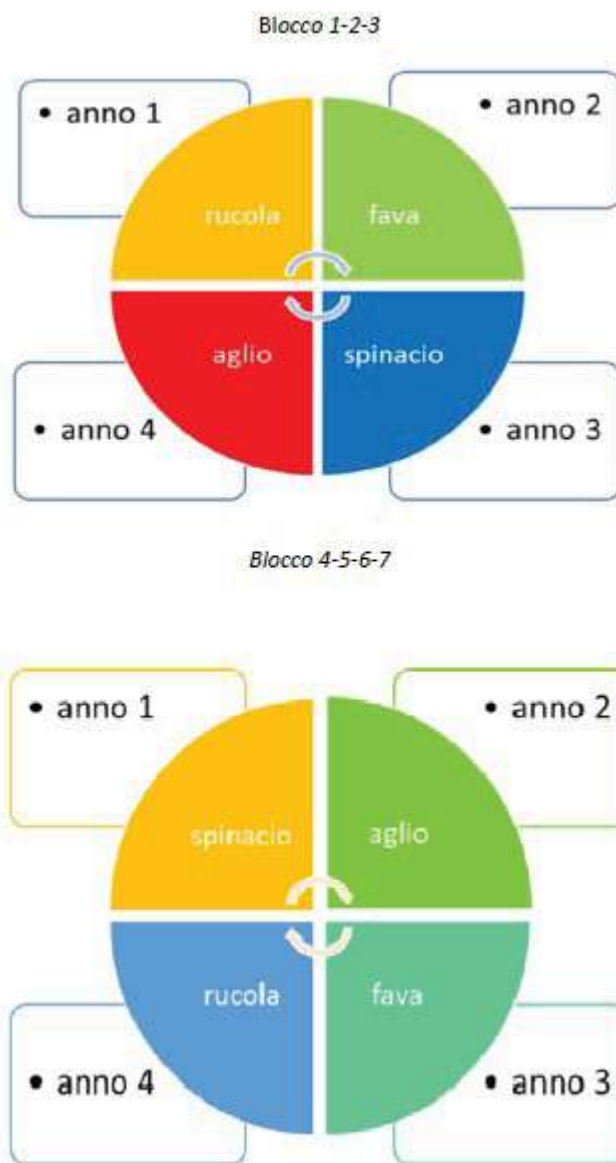 Blocco 1-2-3
• anno 1
• anno 2
rucola
fava
aglio
spinacio
• anno 4
• anno 3
Blocco 4-5-6-7
• anno 1
• anno 2
spinacio
aglio
rucola
fava
• anno 4
• anno 3